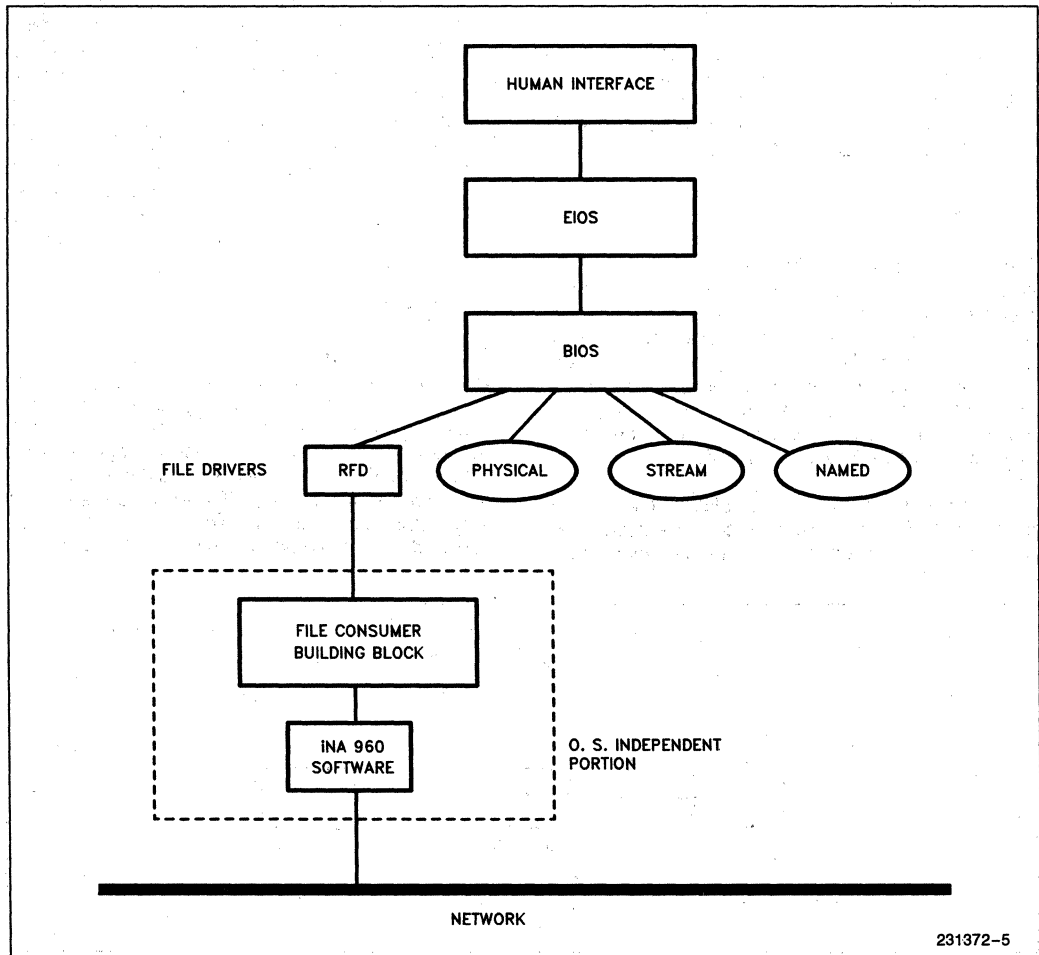 HUMAN INTERFACE
EIOS
BIOS
FILE DRIVERS
RFD
PHYSICAL
STREAM
NAMED
FILE CONSUMER
BUILDING BLOCK
iNA 960
SOFTWARE
O. S. INDEPENDENT
PORTION
NETWORK
231372-5